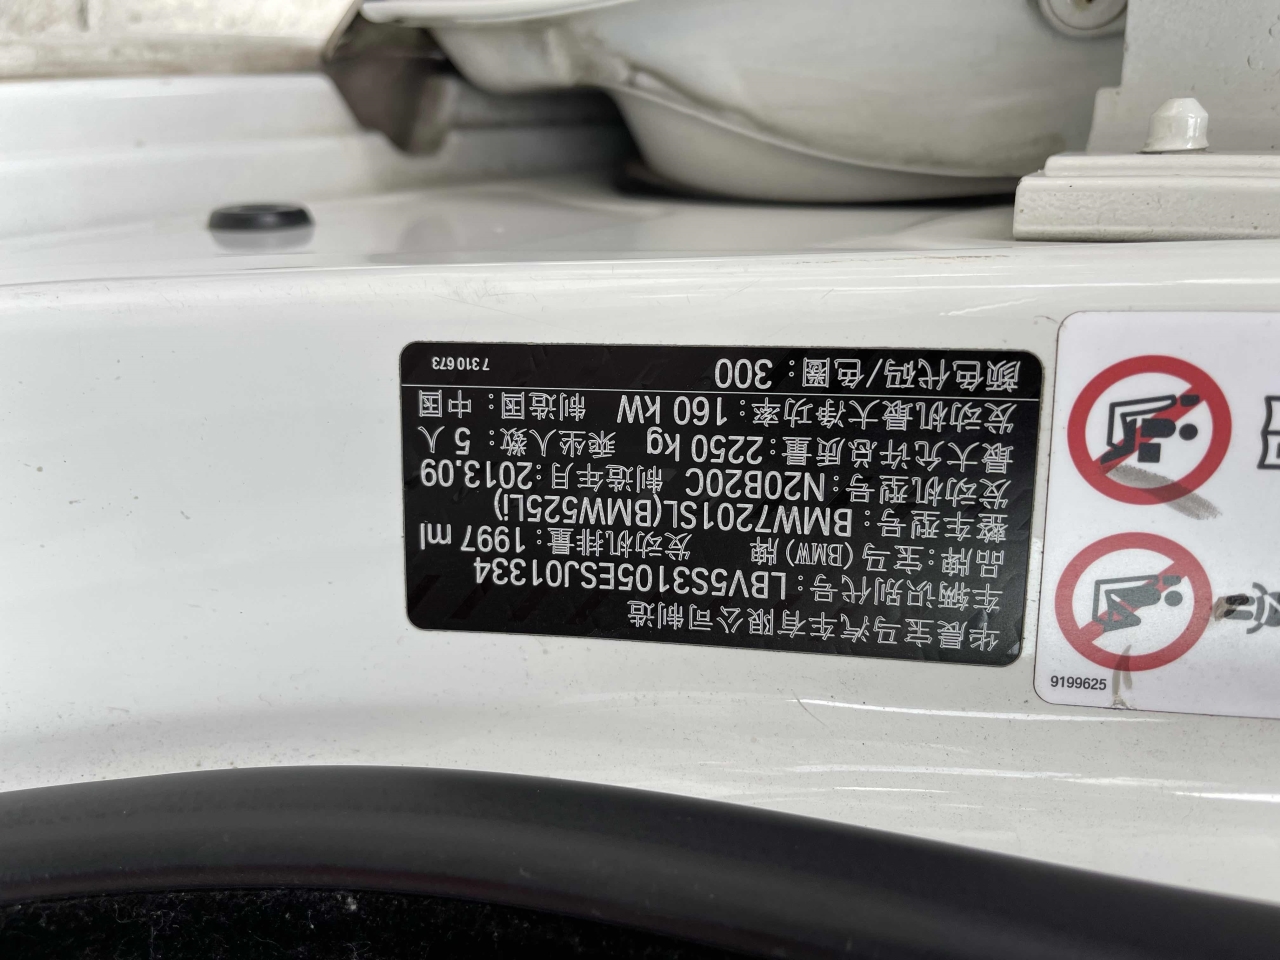 华晨宝马汽车有限公司制造
车辆识别代号：LBV5S3105ESJ01334
品牌：宝马（BMW）牌 发动机排量：1997 ml
整车型号：BMW7201SL(BMW525Li)
发动机型号：N20B20C 制造年月：2013.09
最大允许总质量：2250 kg 乘坐人数：5 人
发动机最大净功率：160 kW 制造国：中国
颜色代码/色圈：300
7 310 673
9199625